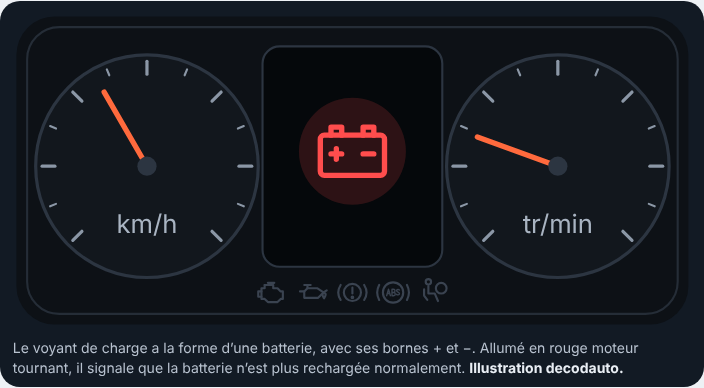 km/h
tr/min
ABS
Le voyant de charge a la forme d’une batterie, avec ses bornes + et −. Allumé en rouge moteur
tournant, il signale que la batterie n’est plus rechargée normalement. Illustration decodauto.